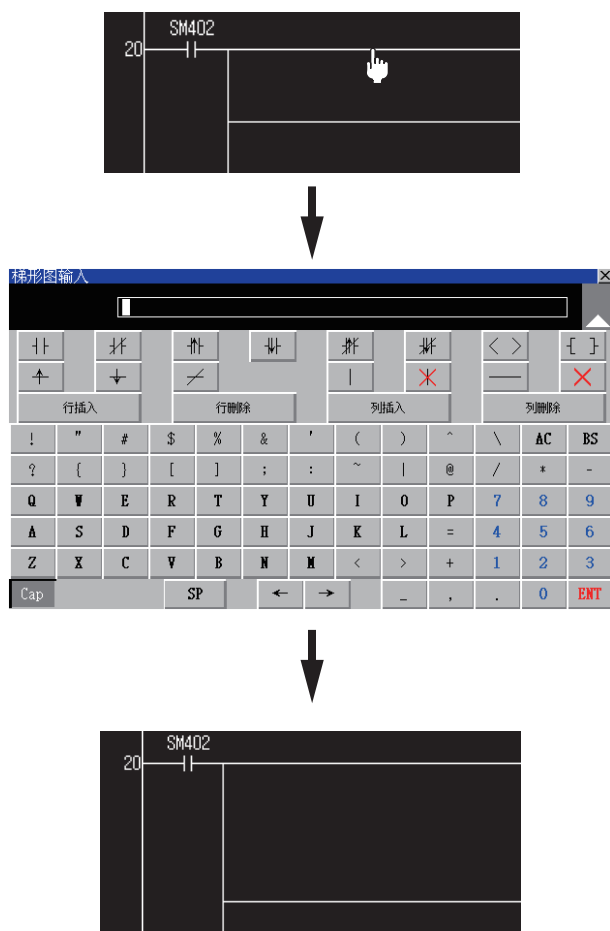 SM402
20
梯形图输入
< > { }
行插入 行删除 列插入 列删除
! " # $ % & ' ( ) ^ \ AC BS
? { } [ ] ; : ~ | @ / * -
Q W E R T Y U I O P 7 8 9
A S D F G H J K L = 4 5 6
Z X C V B N M < > + 1 2 3
Cap SP ← → _ , . 0 ENT
SM402
20